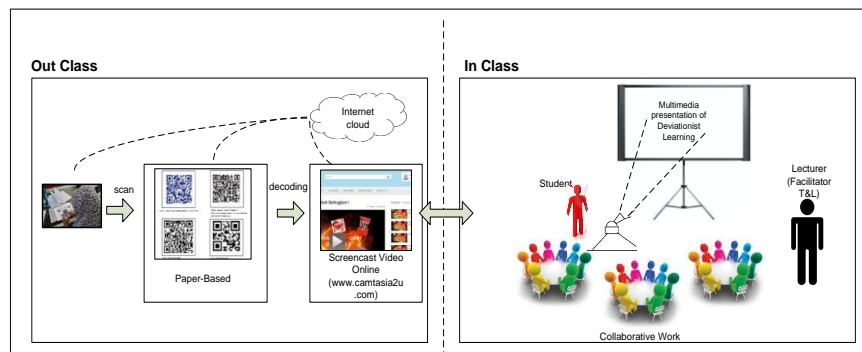 Out Class
Internet
cloud
scan
decoding
Paper-Based
Screencast Video
Online
(www.camtasia2u
.com)
In Class
Multimedia
presentation of
Deviationist
Learning
Student
Lecturer
(Facilitator
T&L)
Collaborative Work